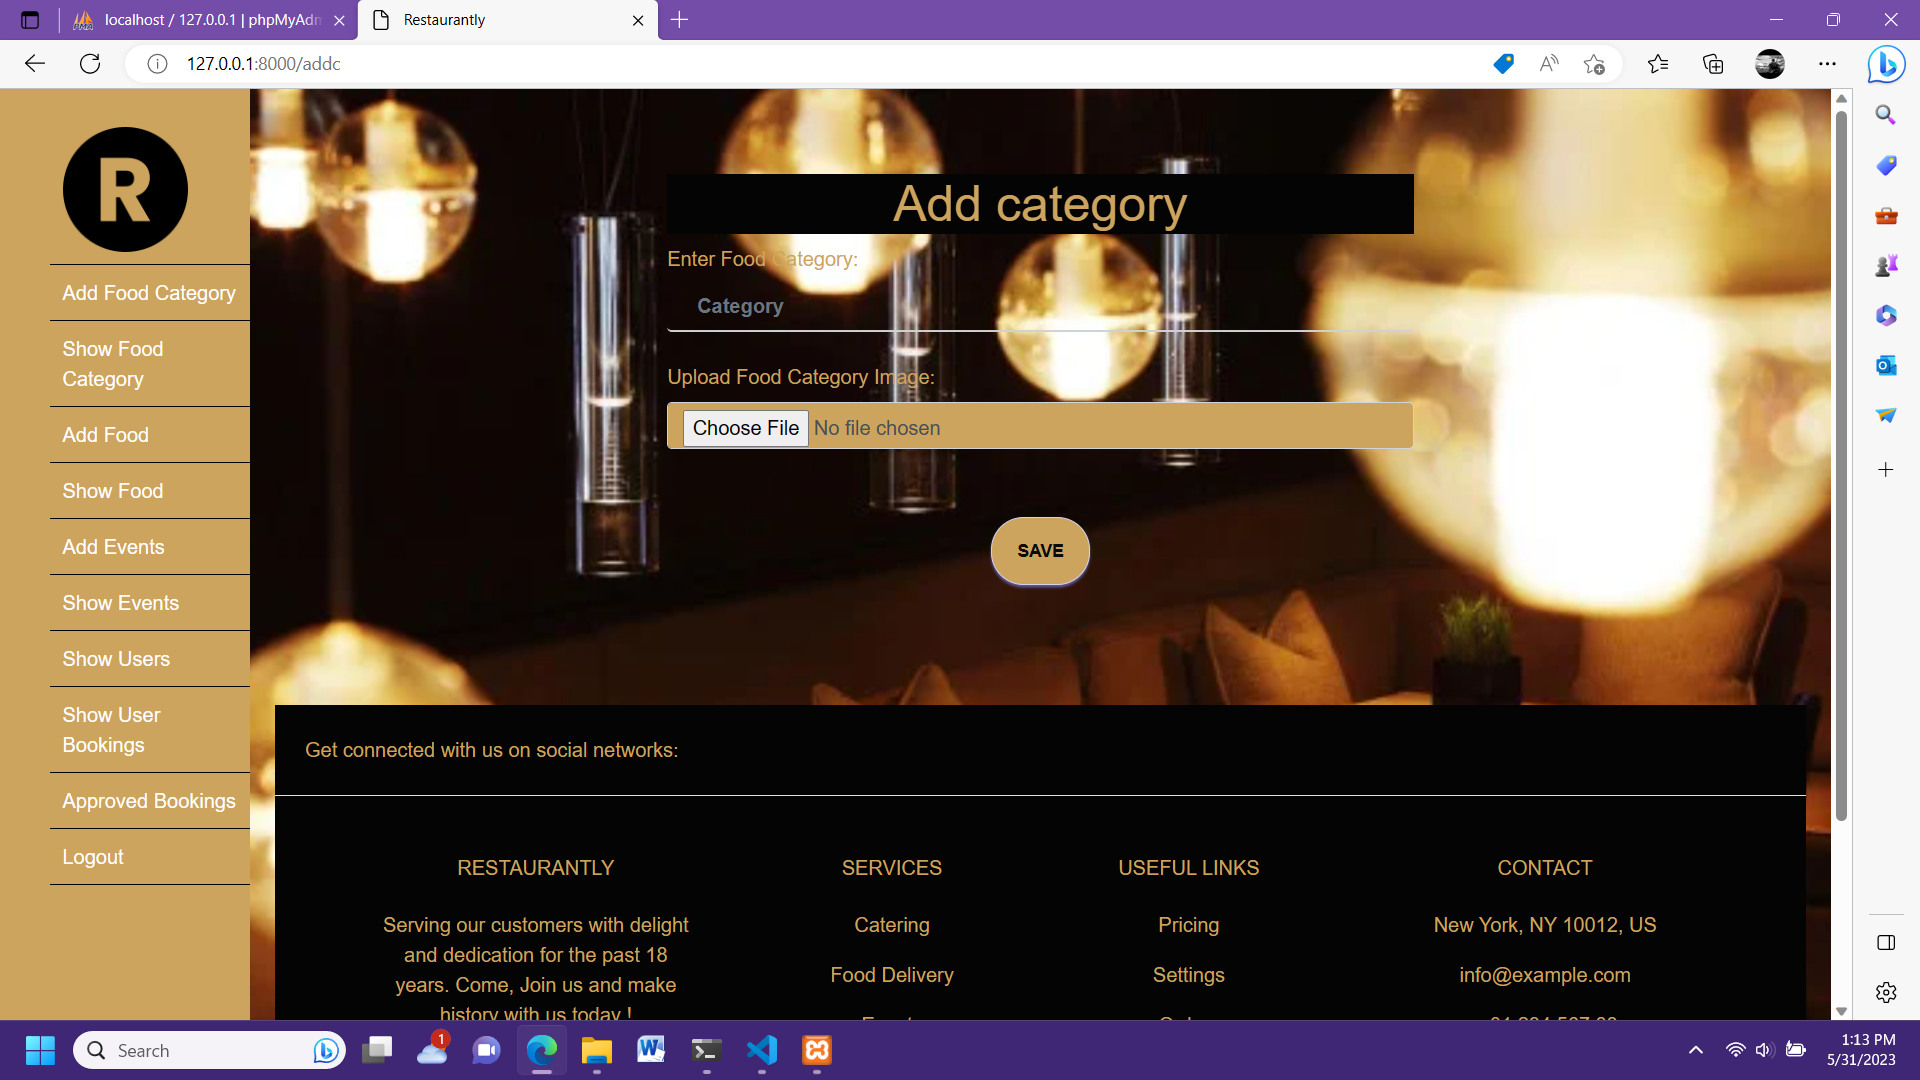 localhost / 127.0.0.1 | phpMyAdm
Restaurantly
127.0.0.1:8000/addc
R
Add Food Category
Show Food
Category
Add Food
Show Food
Add Events
Show Events
Show Users
Show User
Bookings
Approved Bookings
Logout
Add category
Enter Food Category:
Category
Upload Food Category Image:
Choose File No file chosen
SAVE
Get connected with us on social networks:
RESTAURANTLY
Serving our customers with delight
and dedication for the past 18
years. Come, Join us and make
history with us today !
SERVICES
Catering
Food Delivery
USEFUL LINKS
Pricing
Settings
CONTACT
New York, NY 10012, US
info@example.com
Search
1
1:13 PM
5/31/2023